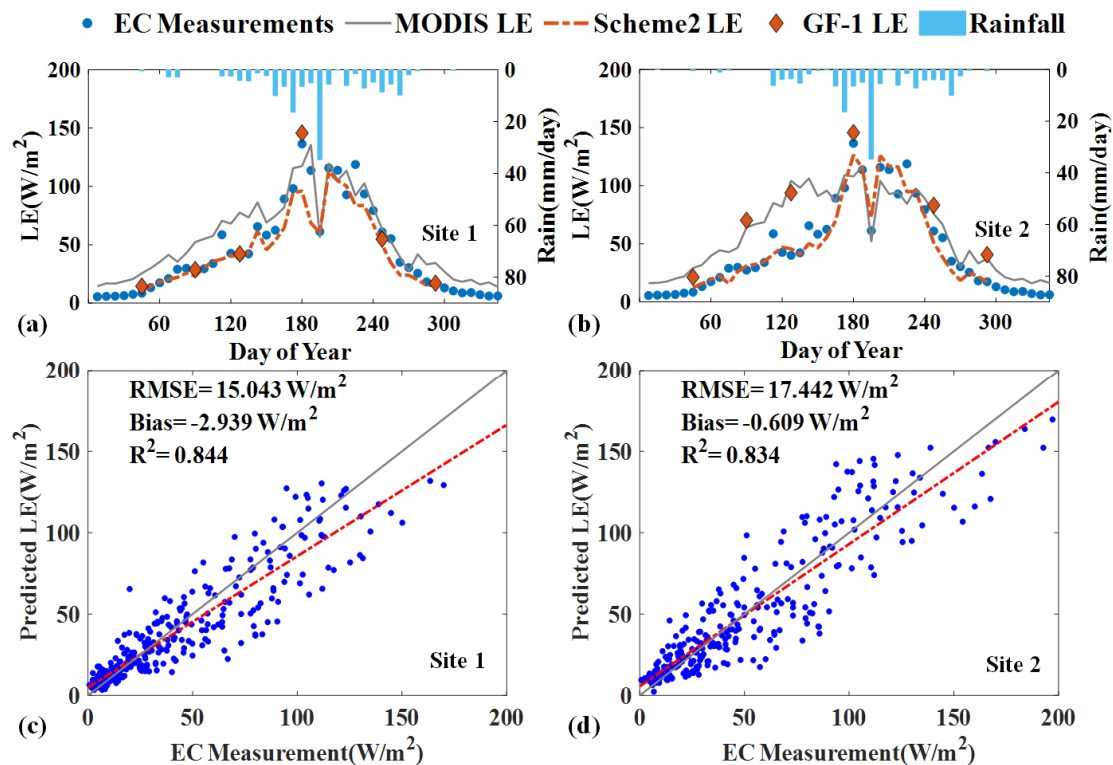 EC Measurements MODIS LE Scheme2 LE GF-1 LE Rainfall
200 0 200 0
150 20 150 20
100 40 100 40
50 60 50 60
0 80 0 80
LE(W/m²) Rain(mm/day) LE(W/m²) Rain(mm/day)
Site 1 Site 2
60 120 180 240 300 60 120 180 240 300
(a) Day of Year (b) Day of Year
RMSE= 15.043 W/m² RMSE= 17.442 W/m²
Bias= -2.939 W/m² Bias= -0.609 W/m²
R²= 0.844 R²= 0.834
200 200
150 150
100 100
50 50
0 0
Predicted LE(W/m²) Predicted LE(W/m²)
Site 1 Site 2
0 50 100 150 200 0 50 100 150 200
(c) EC Measurement(W/m²) (d) EC Measurement(W/m²)